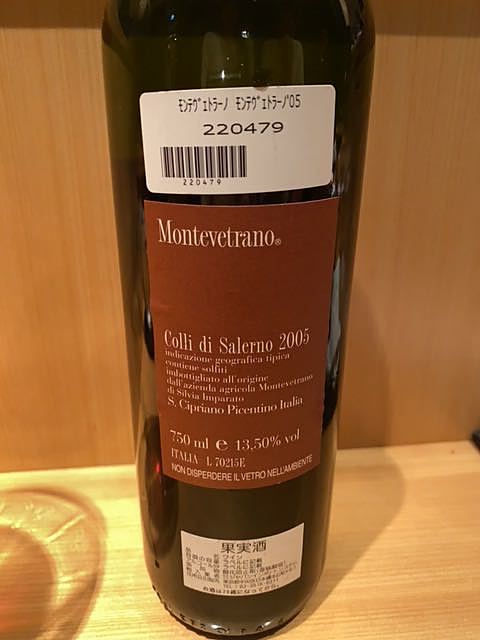 ﾓﾝﾃｳﾞｪﾄﾗｰﾉ ﾓﾝﾃｳﾞｪﾄﾗｰﾉ'05
220479
220479
Montevetrano®
Colli di Salerno 2005
indicazione geografica tipica
contiene solfiti
imbottigliato all'origine
dall'azienda agricola Montevetrano
di Silvia Imparato
S. Cipriano Picentino Italia
750 ml e 13,50% vol
ITALIA L 70215E
NON DISPERDERE IL VETRO NELL'AMBIENTE
果実酒
ワイン